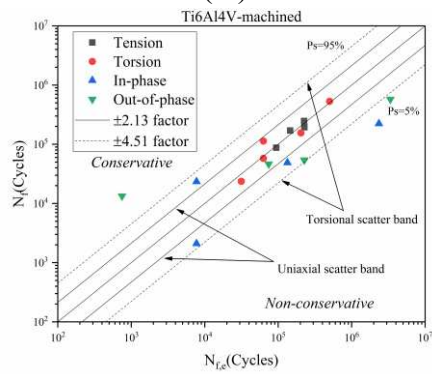 Ti6Al4V-machined
Tension
Torsion
In-phase
Out-of-phase
±2.13 factor
±4.51 factor
Conservative
Ps=95%
Ps=5%
Torsional scatter band
Uniaxial scatter band
Non-conservative
10^7
10^6
10^5
10^4
10^3
10^2
N_f(Cycles)
10^2 10^3 10^4 10^5 10^6 10^7
N_f,e(Cycles)